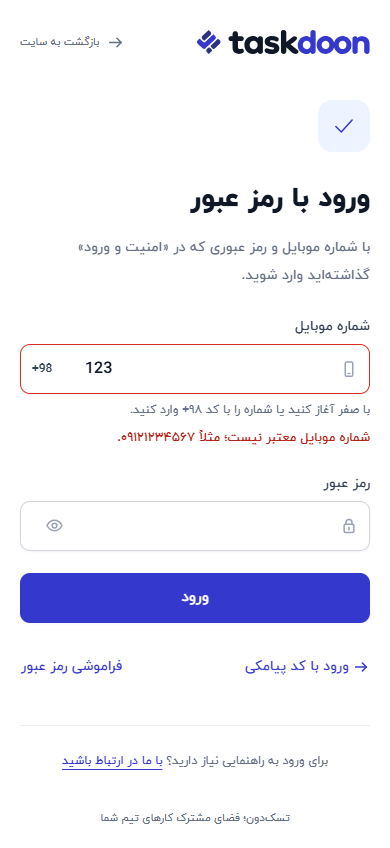 taskdoon
بازگشت به سایت
ورود با رمز عبور
با شماره موبایل و رمز عبوری که در «امنیت و ورود»
گذاشته‌اید وارد شوید.
شماره موبایل
+98 123
با صفر آغاز کنید یا شماره را با کد ۹۸+ وارد کنید.
شماره موبایل معتبر نیست؛ مثلاً ۰۹۱۲۱۲۳۴۵۶۷.
رمز عبور
ورود
ورود با کد پیامکی
فراموشی رمز عبور
برای ورود به راهنمایی نیاز دارید؟ با ما در ارتباط باشید
تسک‌دون؛ فضای مشترک کارهای تیم شما